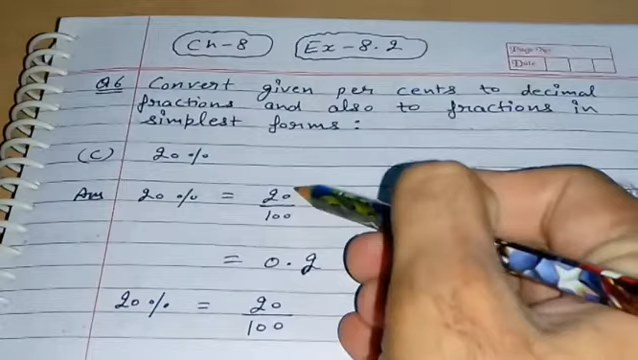 Ch-8 Ex-8.2
Page No
Date
Q6 Convert given per cents to decimal
fractions and also to fractions in
simplest forms:
(C) 20%
Ans 20% = 20/100
= 0.2
20% = 20/100